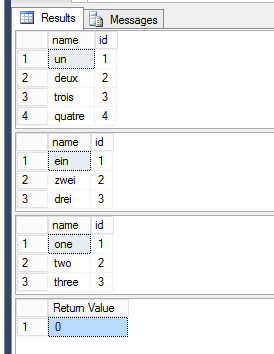 Results Messages
name id
1 un 1
2 deux 2
3 trois 3
4 quatre 4
name id
1 ein 1
2 zwei 2
3 drei 3
name id
1 one 1
2 two 2
3 three 3
Return Value
1 0